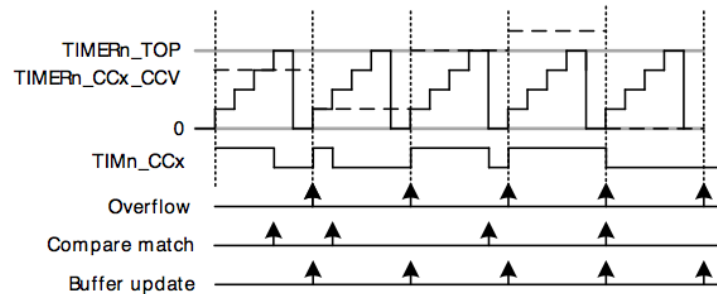 TIMERn_TOP
TIMERn_CCx_CCV
0
TIMn_CCx
Overflow
Compare match
Buffer update